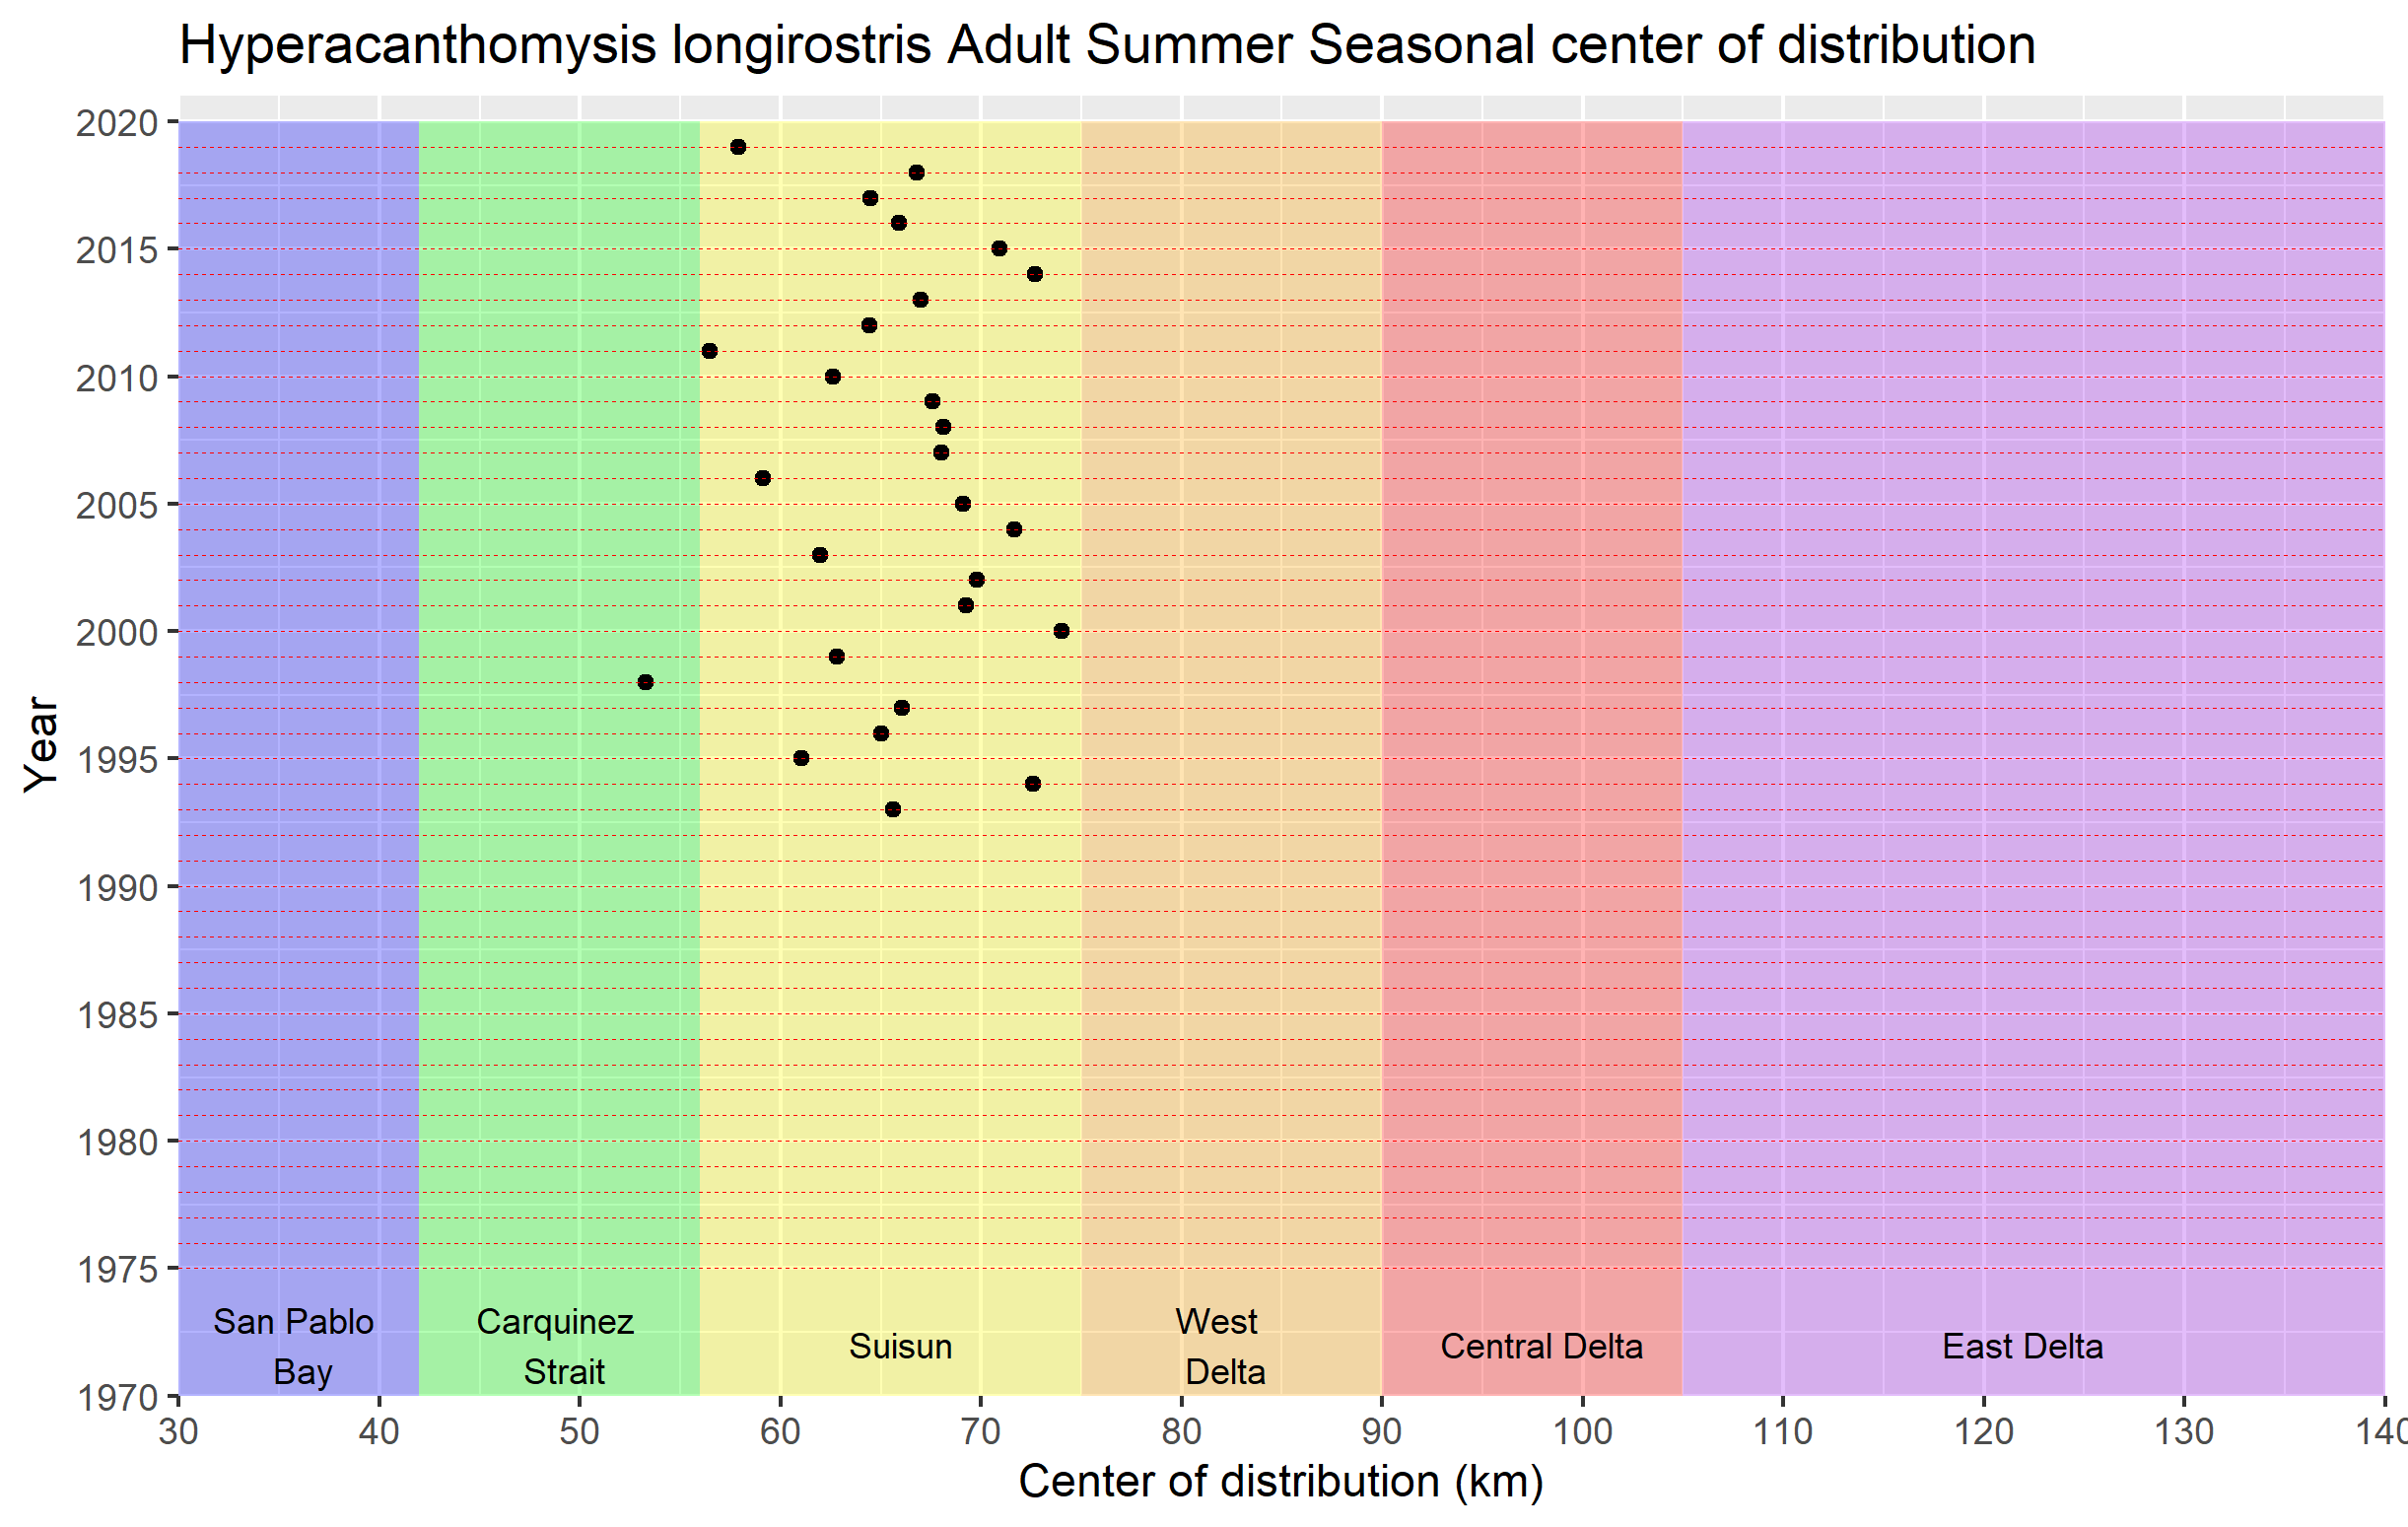 Hyperacanthomysis longirostris Adult Summer Seasonal center of distribution
2020
2015
2010
2005
2000
1995
1990
1985
1980
1975
1970
Year
San Pablo
Bay
Carquinez
Strait
Suisun
West
Delta
Central Delta
East Delta
30 40 50 60 70 80 90 100 110 120 130 140
Center of distribution (km)